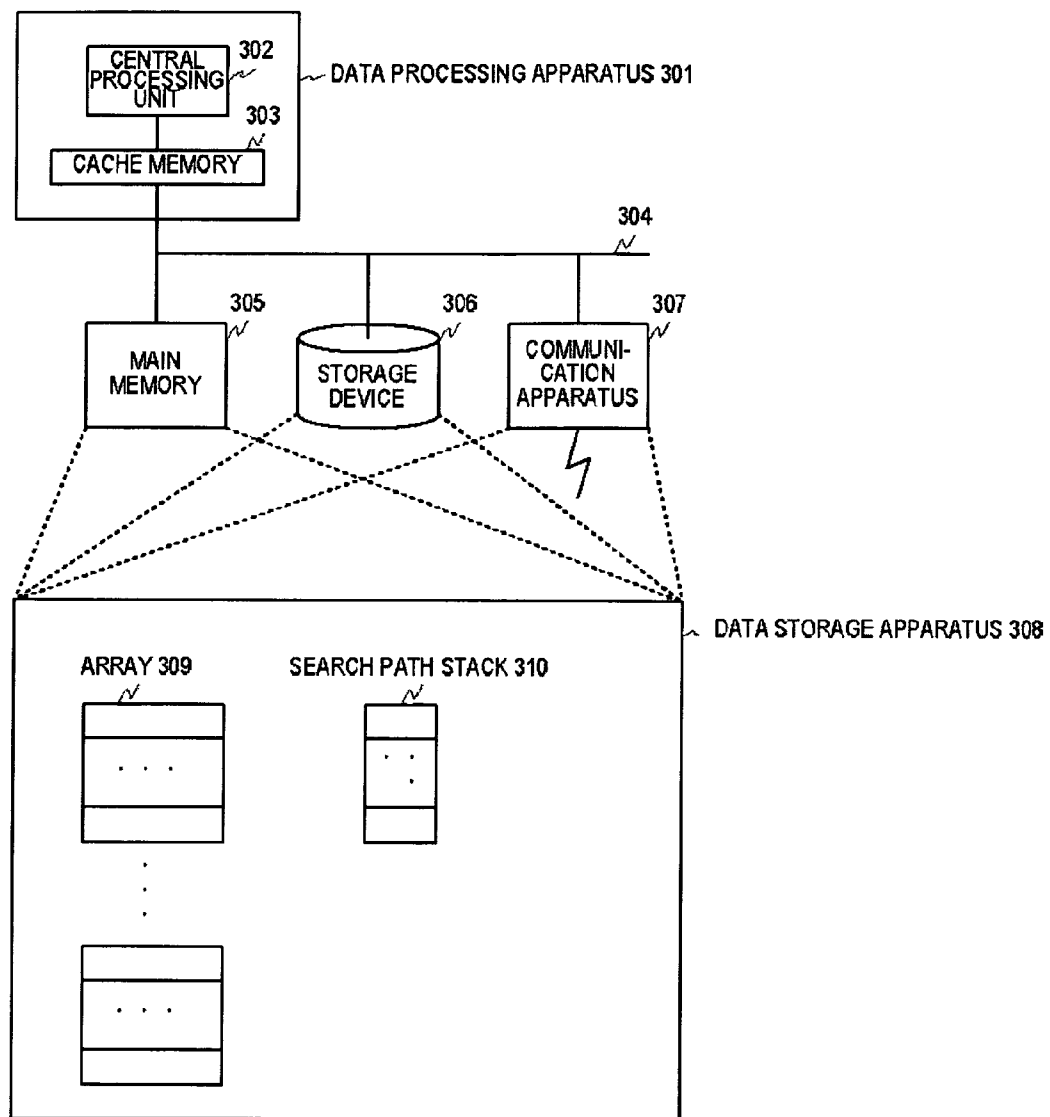 302
CENTRAL
PROCESSING
UNIT
DATA PROCESSING APPARATUS 301
303
CACHE MEMORY
304
305
306
307
MAIN
MEMORY
STORAGE
DEVICE
COMMUNI-
CATION
APPARATUS
DATA STORAGE APPARATUS 308
ARRAY 309
SEARCH PATH STACK 310